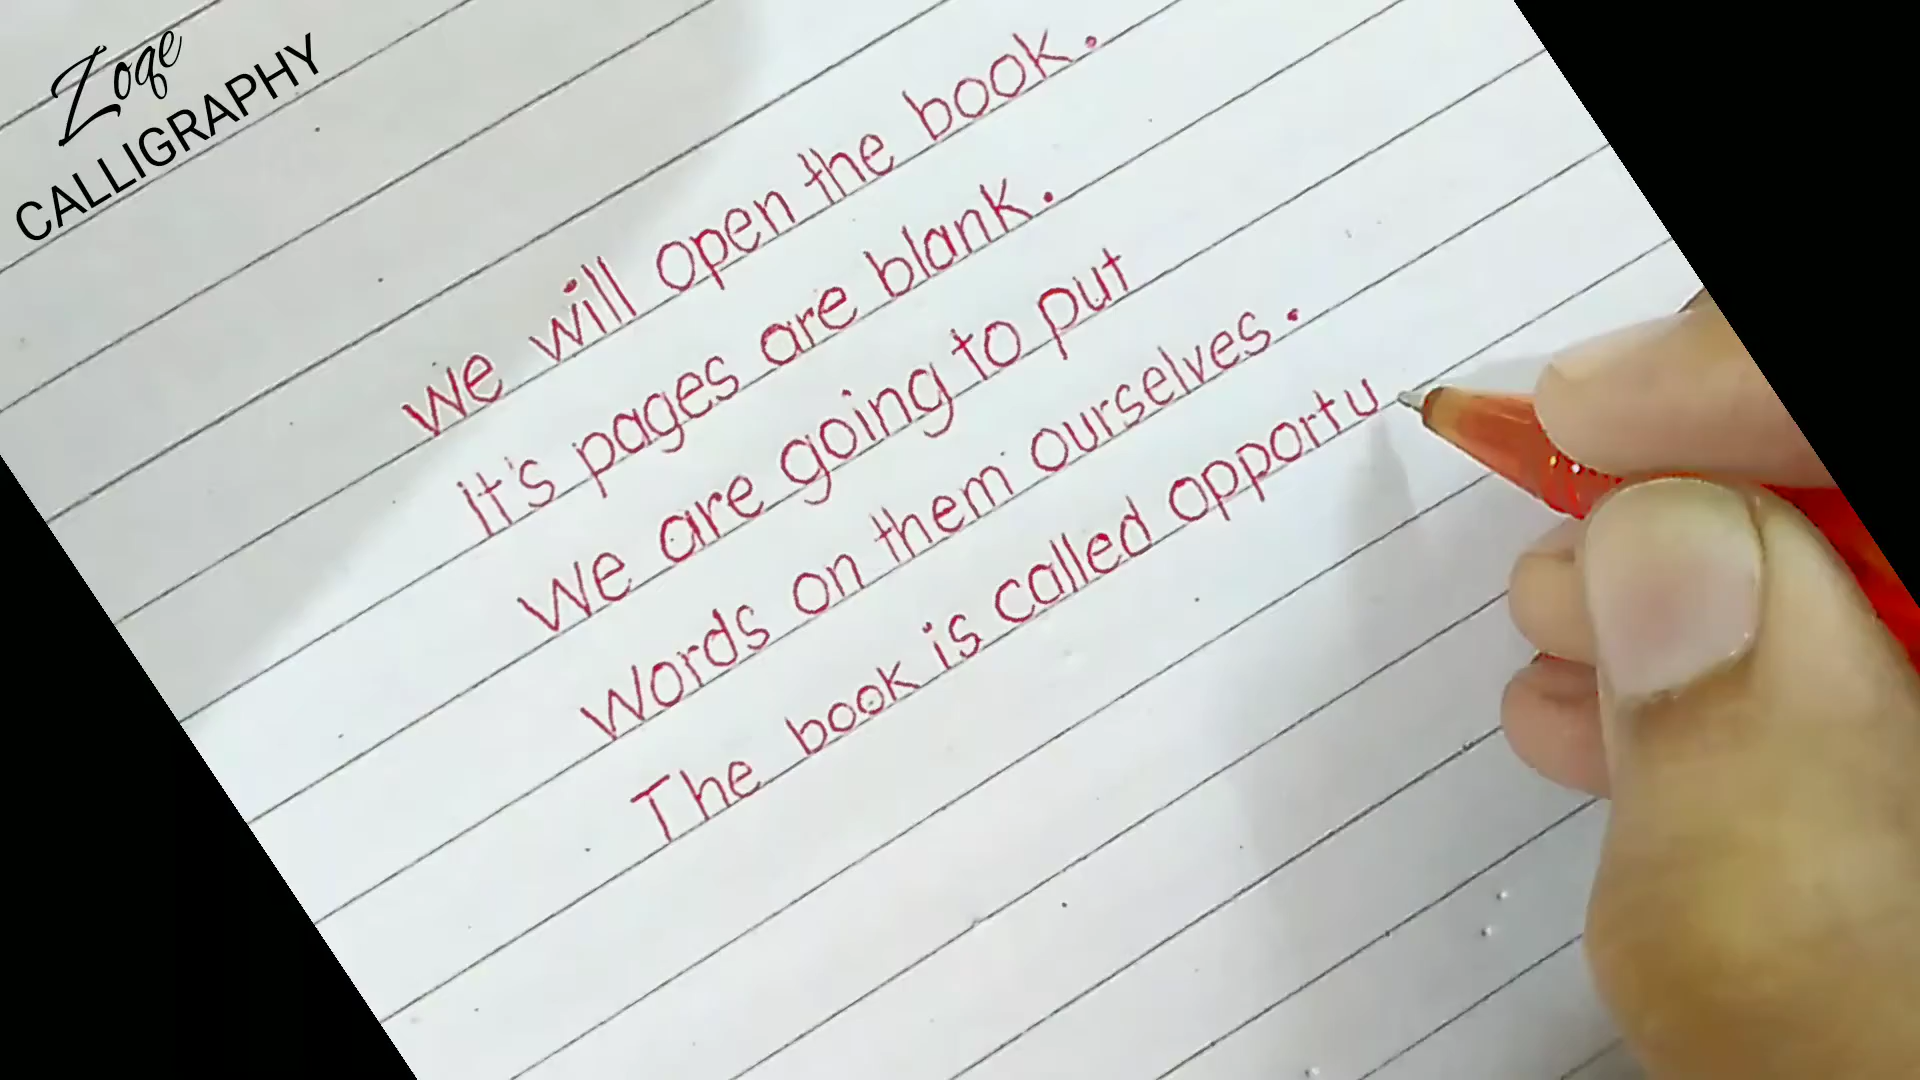 Zoqe
CALLIGRAPHY
We will open the book.
It's pages are blank.
We are going to put
words on them ourselves.
The book is called opportu